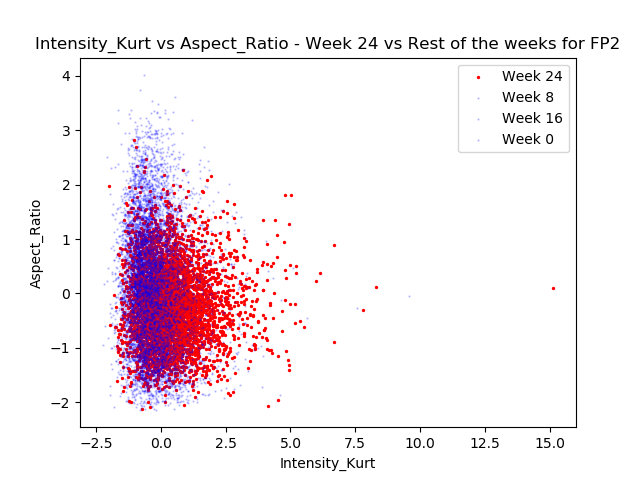 Intensity_Kurt vs Aspect_Ratio - Week 24 vs Rest of the weeks for FP2
Week 24
Week 8
Week 16
Week 0
4
3
2
1
0
−1
−2
Aspect_Ratio
−2.5 0.0 2.5 5.0 7.5 10.0 12.5 15.0
Intensity_Kurt